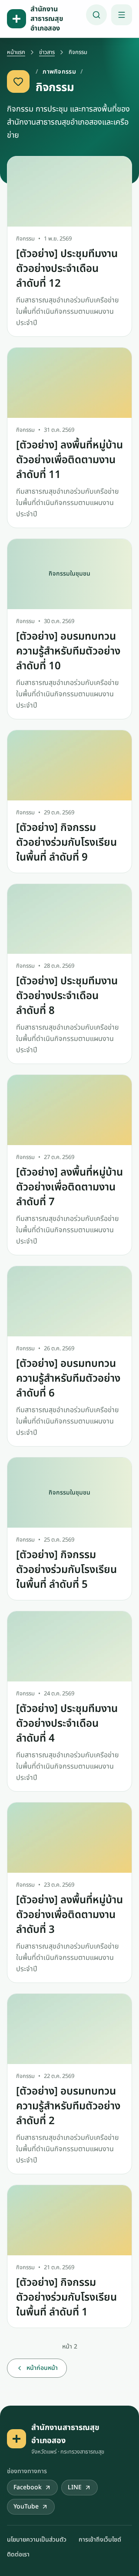 สำนักงาน
สาธารณสุข
อำเภอสอง
หน้าแรก > ข่าวสาร > กิจกรรม
/ ภาพกิจกรรม /
กิจกรรม
กิจกรรม การประชุม และการลงพื้นที่ของ
สำนักงานสาธารณสุขอำเภอสองและเครือ
ข่าย
กิจกรรม • 1 พ.ย. 2569
[ตัวอย่าง] ประชุมทีมงาน
ตัวอย่างประจำเดือน
ลำดับที่ 12
ทีมสาธารณสุขอำเภอร่วมกับเครือข่าย
ในพื้นที่ดำเนินกิจกรรมตามแผนงาน
ประจำปี
กิจกรรม • 31 ต.ค. 2569
[ตัวอย่าง] ลงพื้นที่หมู่บ้าน
ตัวอย่างเพื่อติดตามงาน
ลำดับที่ 11
ทีมสาธารณสุขอำเภอร่วมกับเครือข่าย
ในพื้นที่ดำเนินกิจกรรมตามแผนงาน
ประจำปี
กิจกรรมในชุมชน
กิจกรรม • 30 ต.ค. 2569
[ตัวอย่าง] อบรมทบทวน
ความรู้สำหรับทีมตัวอย่าง
ลำดับที่ 10
ทีมสาธารณสุขอำเภอร่วมกับเครือข่าย
ในพื้นที่ดำเนินกิจกรรมตามแผนงาน
ประจำปี
กิจกรรม • 29 ต.ค. 2569
[ตัวอย่าง] กิจกรรม
ตัวอย่างร่วมกับโรงเรียน
ในพื้นที่ ลำดับที่ 9
กิจกรรม • 28 ต.ค. 2569
[ตัวอย่าง] ประชุมทีมงาน
ตัวอย่างประจำเดือน
ลำดับที่ 8
ทีมสาธารณสุขอำเภอร่วมกับเครือข่าย
ในพื้นที่ดำเนินกิจกรรมตามแผนงาน
ประจำปี
กิจกรรม • 27 ต.ค. 2569
[ตัวอย่าง] ลงพื้นที่หมู่บ้าน
ตัวอย่างเพื่อติดตามงาน
ลำดับที่ 7
ทีมสาธารณสุขอำเภอร่วมกับเครือข่าย
ในพื้นที่ดำเนินกิจกรรมตามแผนงาน
ประจำปี
กิจกรรม • 26 ต.ค. 2569
[ตัวอย่าง] อบรมทบทวน
ความรู้สำหรับทีมตัวอย่าง
ลำดับที่ 6
ทีมสาธารณสุขอำเภอร่วมกับเครือข่าย
ในพื้นที่ดำเนินกิจกรรมตามแผนงาน
ประจำปี
กิจกรรมในชุมชน
กิจกรรม • 25 ต.ค. 2569
[ตัวอย่าง] กิจกรรม
ตัวอย่างร่วมกับโรงเรียน
ในพื้นที่ ลำดับที่ 5
กิจกรรม • 24 ต.ค. 2569
[ตัวอย่าง] ประชุมทีมงาน
ตัวอย่างประจำเดือน
ลำดับที่ 4
ทีมสาธารณสุขอำเภอร่วมกับเครือข่าย
ในพื้นที่ดำเนินกิจกรรมตามแผนงาน
ประจำปี
กิจกรรม • 23 ต.ค. 2569
[ตัวอย่าง] ลงพื้นที่หมู่บ้าน
ตัวอย่างเพื่อติดตามงาน
ลำดับที่ 3
ทีมสาธารณสุขอำเภอร่วมกับเครือข่าย
ในพื้นที่ดำเนินกิจกรรมตามแผนงาน
ประจำปี
กิจกรรม • 22 ต.ค. 2569
[ตัวอย่าง] อบรมทบทวน
ความรู้สำหรับทีมตัวอย่าง
ลำดับที่ 2
ทีมสาธารณสุขอำเภอร่วมกับเครือข่าย
ในพื้นที่ดำเนินกิจกรรมตามแผนงาน
ประจำปี
กิจกรรม • 21 ต.ค. 2569
[ตัวอย่าง] กิจกรรม
ตัวอย่างร่วมกับโรงเรียน
ในพื้นที่ ลำดับที่ 1
หน้า 2
หน้าก่อนหน้า
สำนักงานสาธารณสุข
อำเภอสอง
จังหวัดแพร่ · กระทรวงสาธารณสุข
ช่องทางทางการ
Facebook
LINE
YouTube
นโยบายความเป็นส่วนตัว
การเข้าถึงเว็บไซต์
ติดต่อเรา